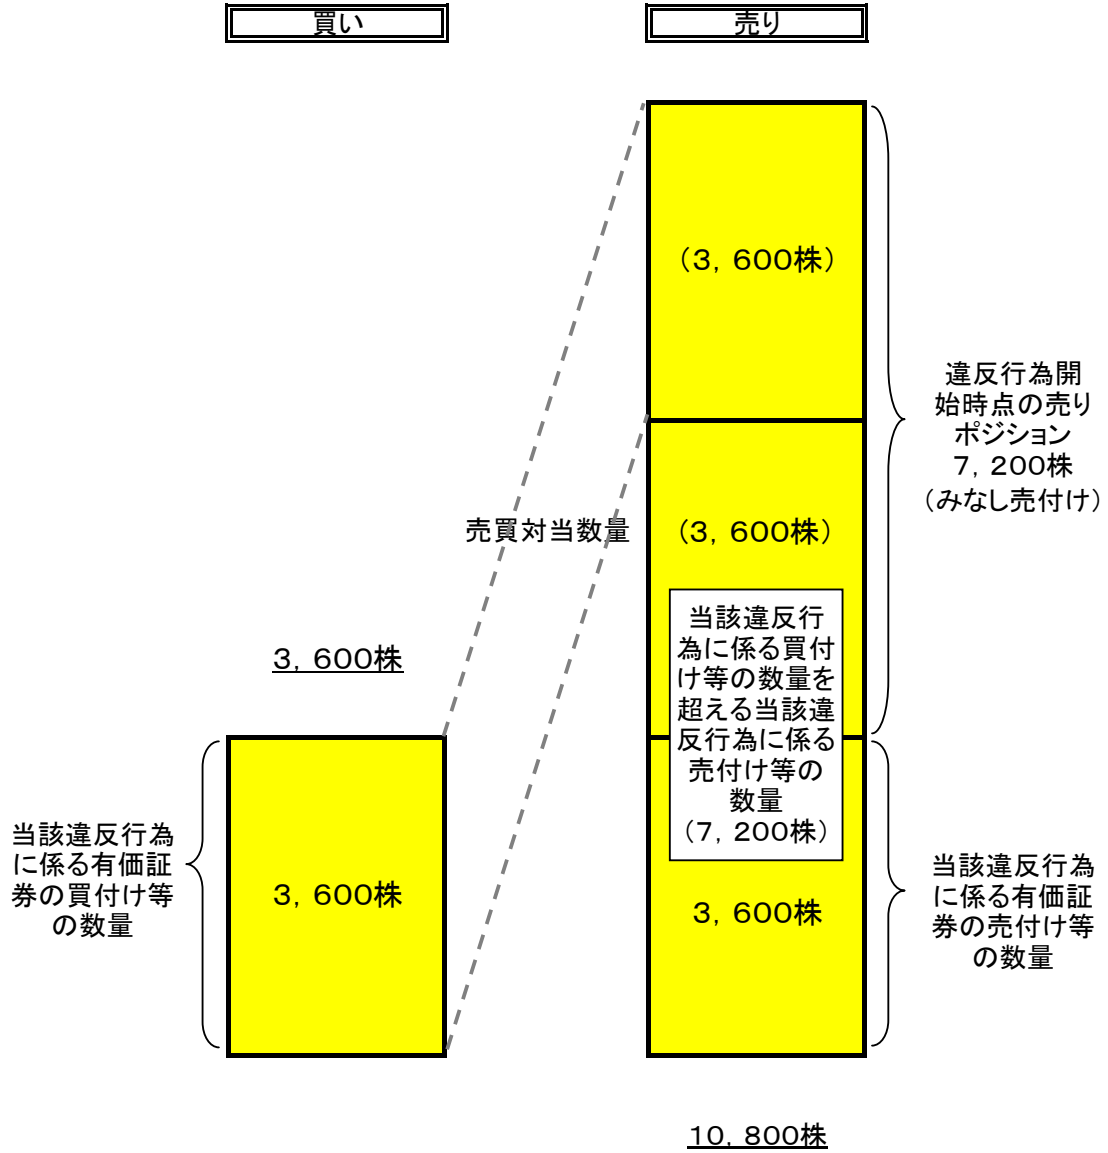 買い
売り
(3，600株)
違反行為開
始時点の売り
ポジション
7，200株
(みなし売付け)
売買対当数量
(3，600株)
当該違反行
為に係る買付
け等の数量を
超える当該違
反行為に係る
売付け等の
数量
(7，200株)
3，600株
当該違反行為
に係る有価証
券の買付け等
の数量
3，600株
3，600株
当該違反行為
に係る有価証
券の売付け等
の数量
10，800株